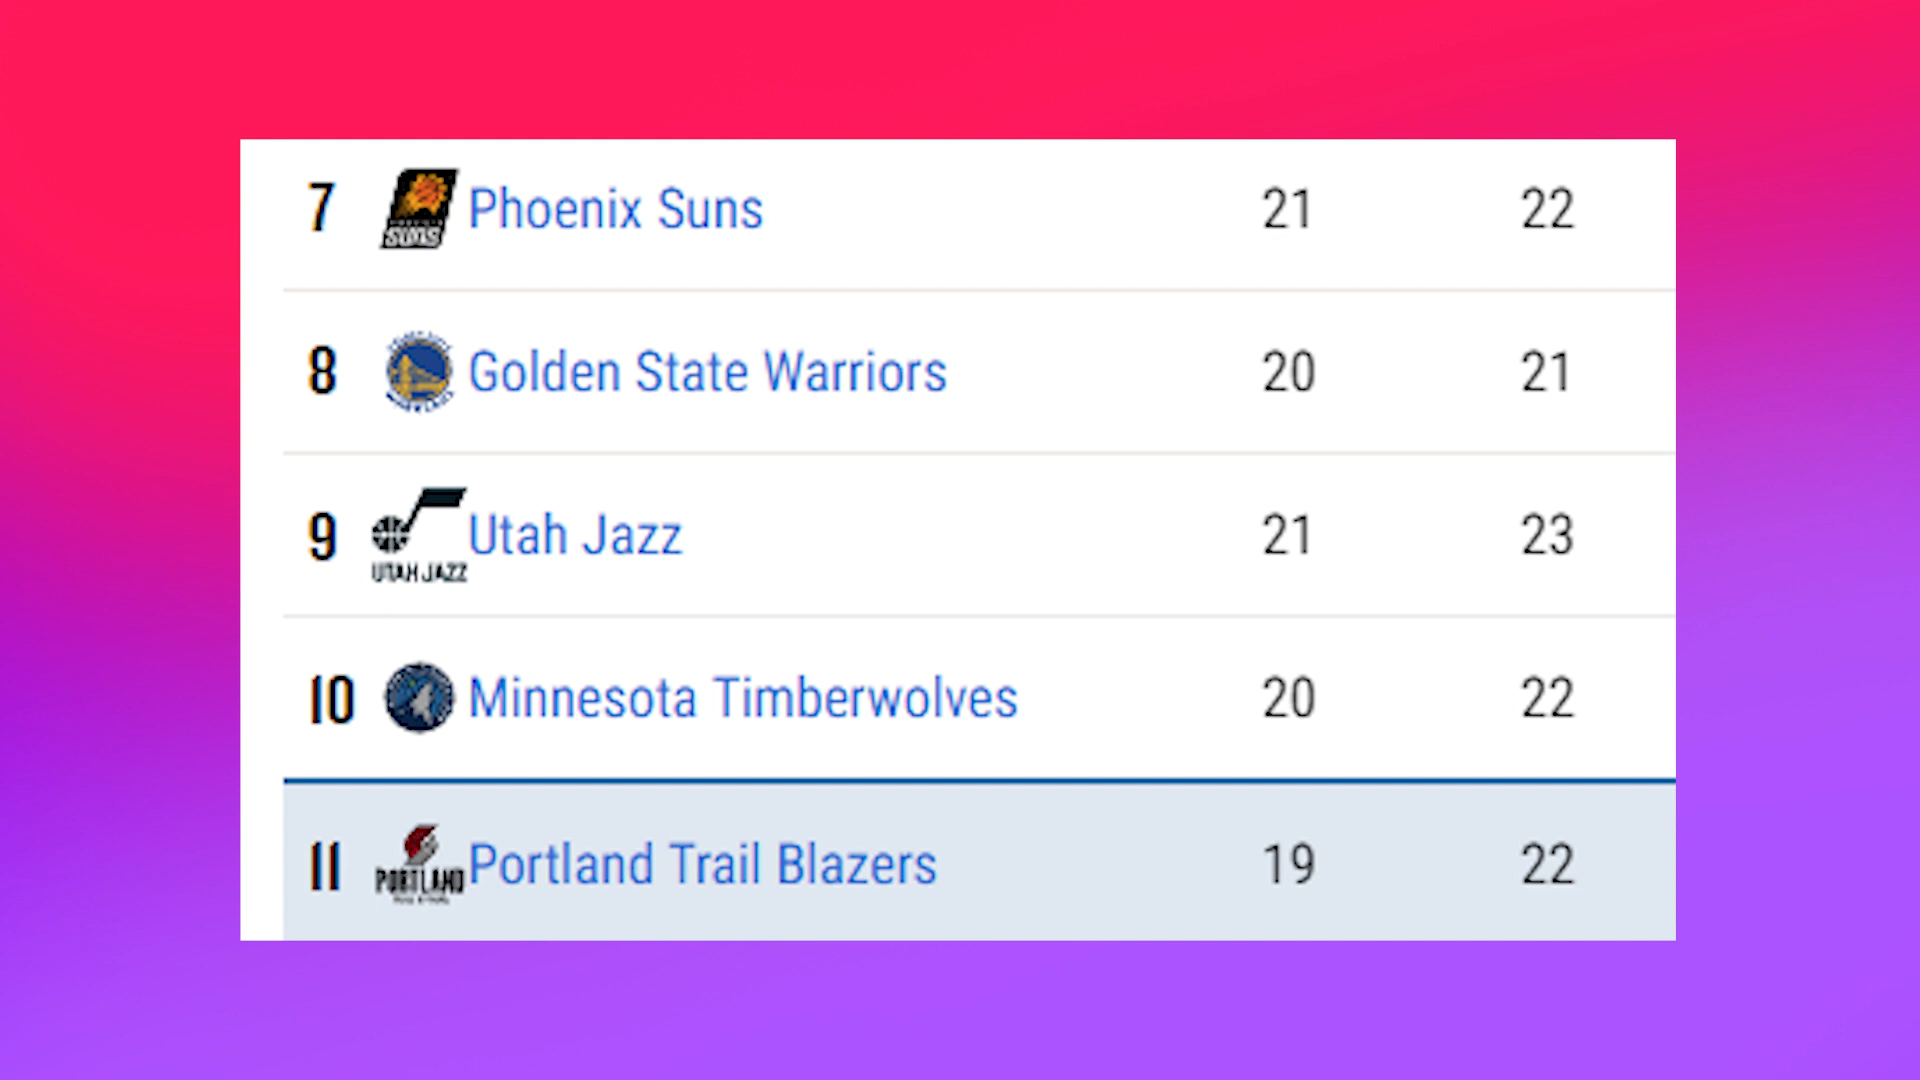 7 SUNS Phoenix Suns 21 22
8 Golden State Warriors 20 21
9 Utah Jazz 21 23
UTAH JAZZ
10 Minnesota Timberwolves 20 22
11 Portland Trail Blazers 19 22
PORTLAND